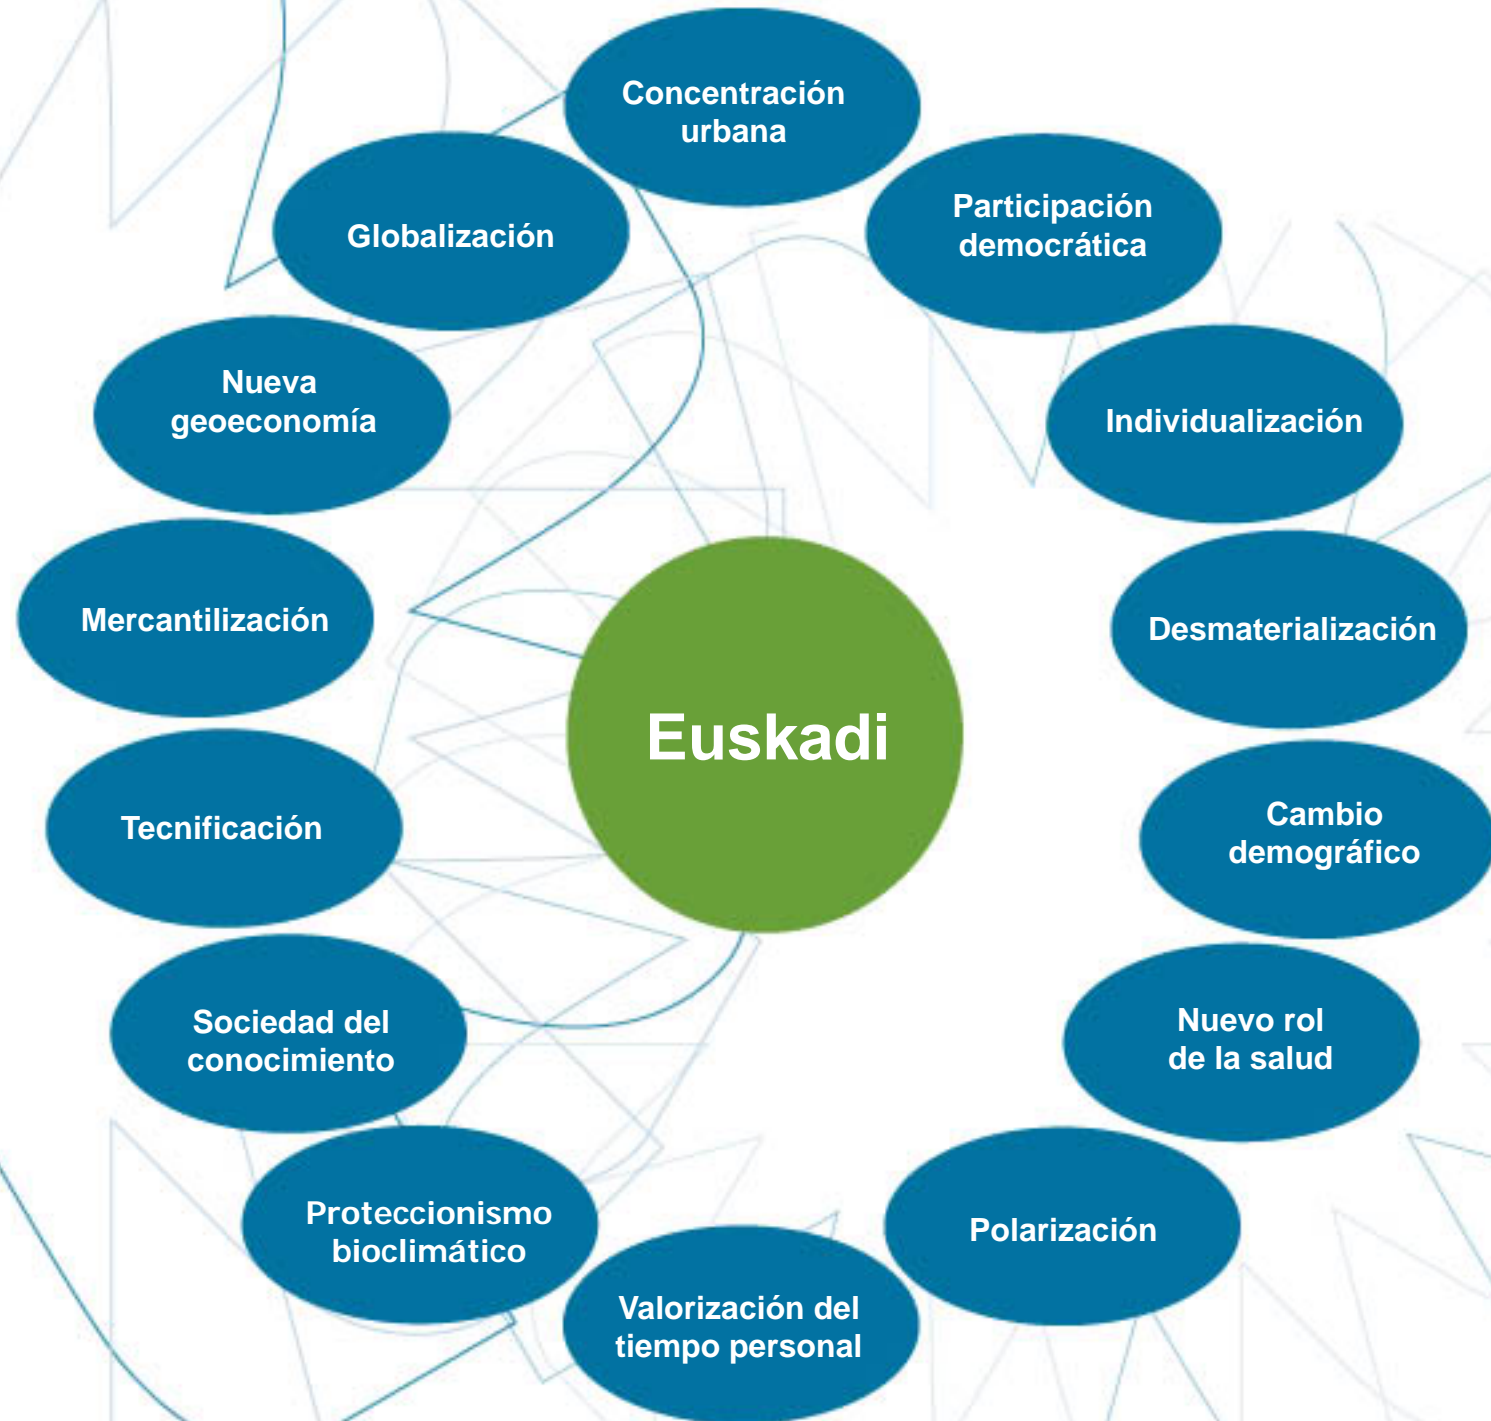 Concentración
urbana
Participación
democrática
Globalización
Nueva
geoeconomía
Individualización
Mercantilización
Desmaterialización
Euskadi
Tecnificación
Cambio
demográfico
Sociedad del
conocimiento
Nuevo rol
de la salud
Proteccionismo
bioclimático
Polarización
Valorización del
tiempo personal